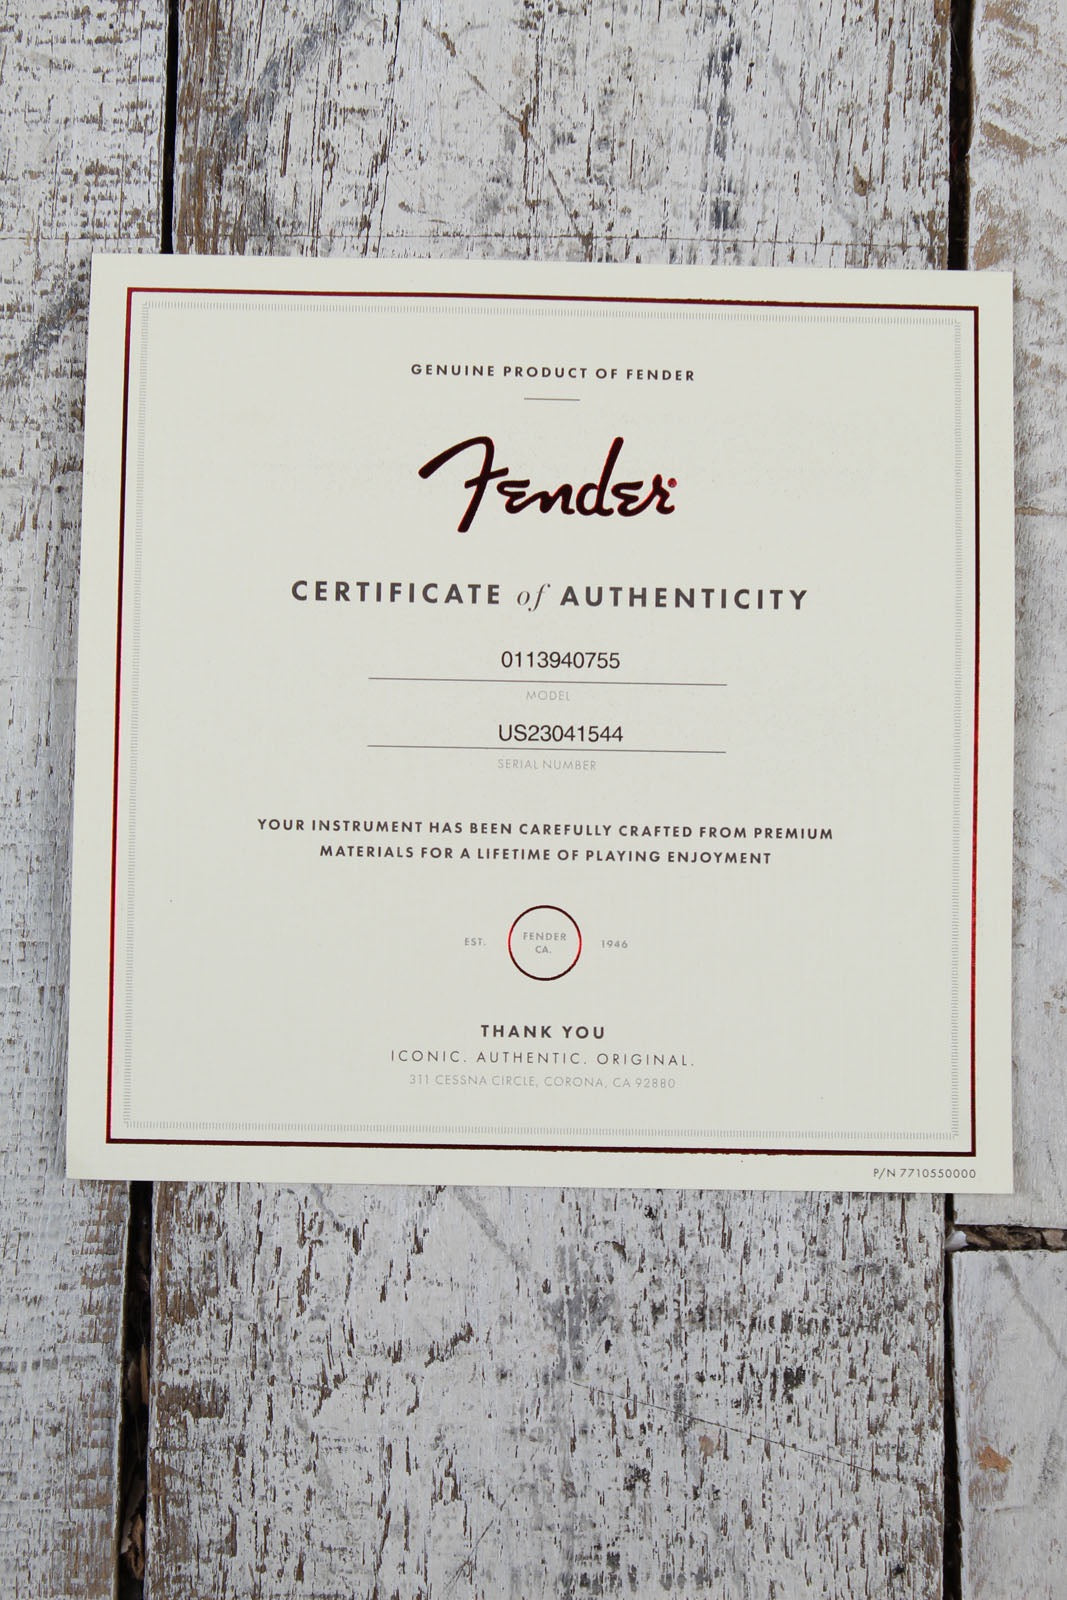 GENUINE PRODUCT OF FENDER
Fender®
CERTIFICATE of AUTHENTICITY
0113940755
MODEL
US23041544
SERIAL NUMBER
YOUR INSTRUMENT HAS BEEN CAREFULLY CRAFTED FROM PREMIUM
MATERIALS FOR A LIFETIME OF PLAYING ENJOYMENT
EST. FENDER CA. 1946
THANK YOU
ICONIC. AUTHENTIC. ORIGINAL.
311 CESSNA CIRCLE, CORONA, CA 92880
P/N 7710550000